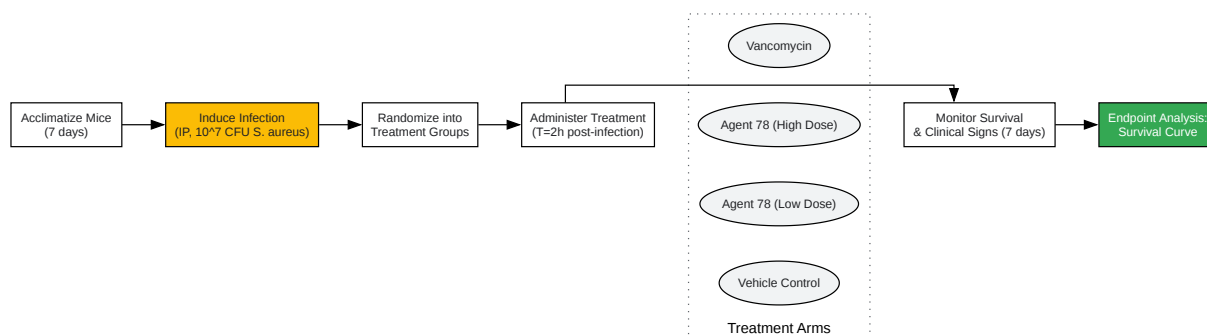 Acclimatize Mice
(7 days)
Induce Infection
(IP, 10^7 CFU S. aureus)
Randomize into
Treatment Groups
Administer Treatment
(T=2h post-infection)
Vancomycin
Agent 78 (High Dose)
Agent 78 (Low Dose)
Vehicle Control
Treatment Arms
Monitor Survival
& Clinical Signs (7 days)
Endpoint Analysis:
Survival Curve